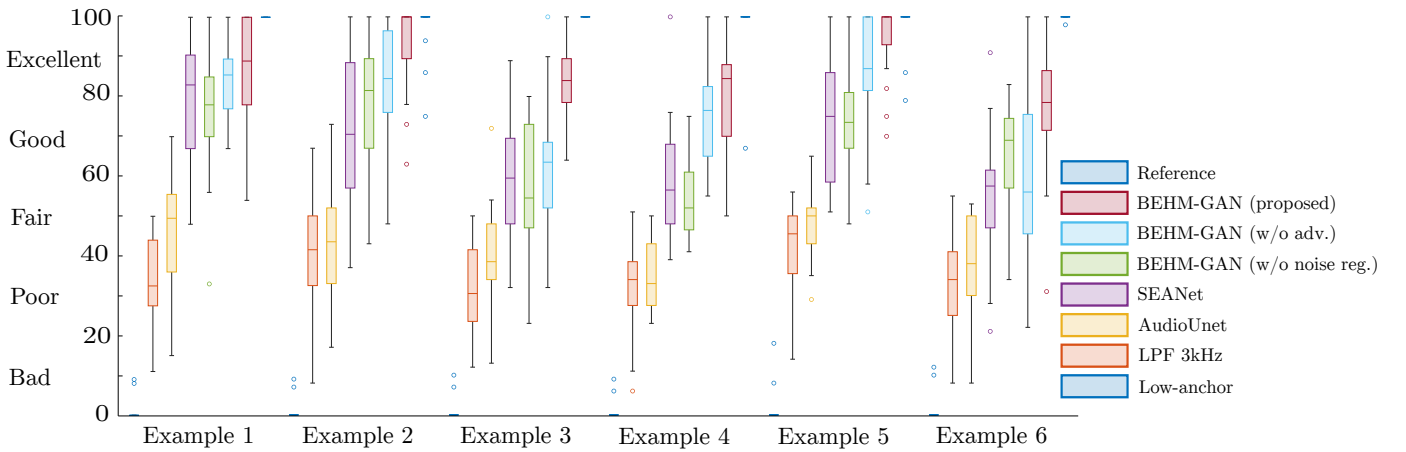 100
Excellent
80
Good
60
Fair
40
Poor
20
Bad
0
Example 1
Example 2
Example 3
Example 4
Example 5
Example 6
Reference
BEHM-GAN (proposed)
BEHM-GAN (w/o adv.)
BEHM-GAN (w/o noise reg.)
SEANet
AudioUnet
LPF 3kHz
Low-anchor